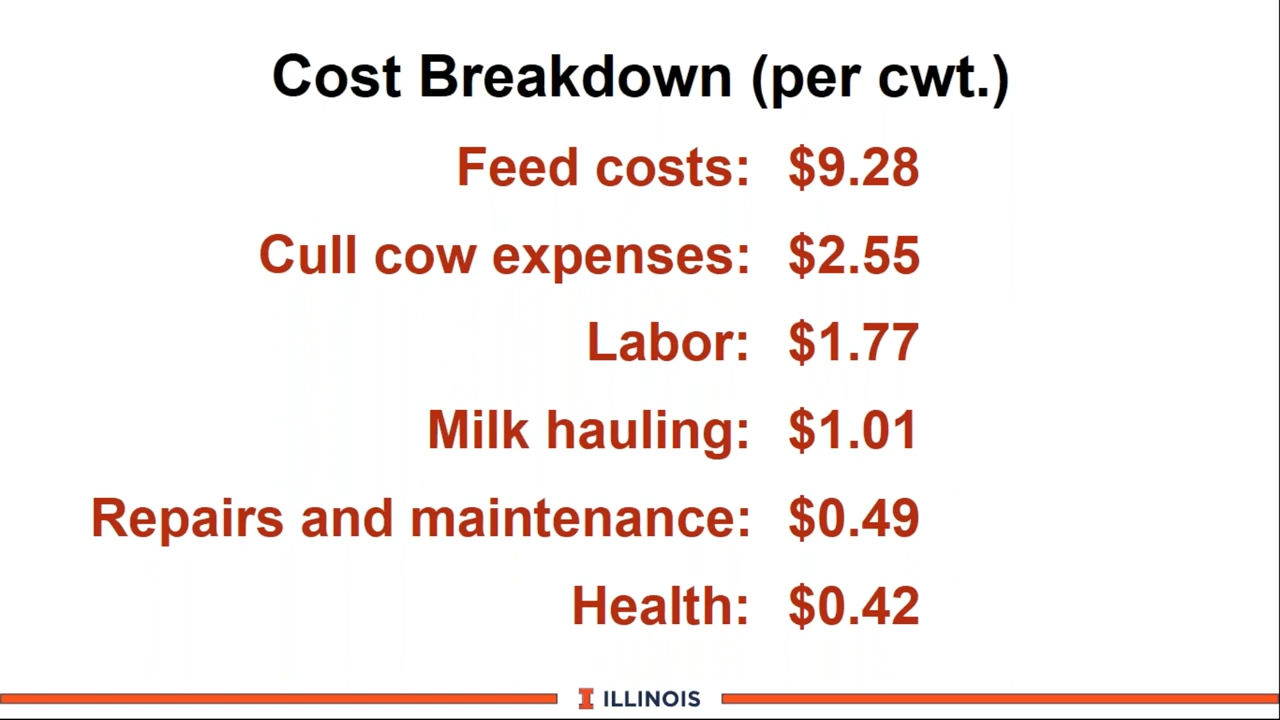 Cost Breakdown (per cwt.)
Feed costs: $9.28
Cull cow expenses: $2.55
Labor: $1.77
Milk hauling: $1.01
Repairs and maintenance: $0.49
Health: $0.42
I ILLINOIS